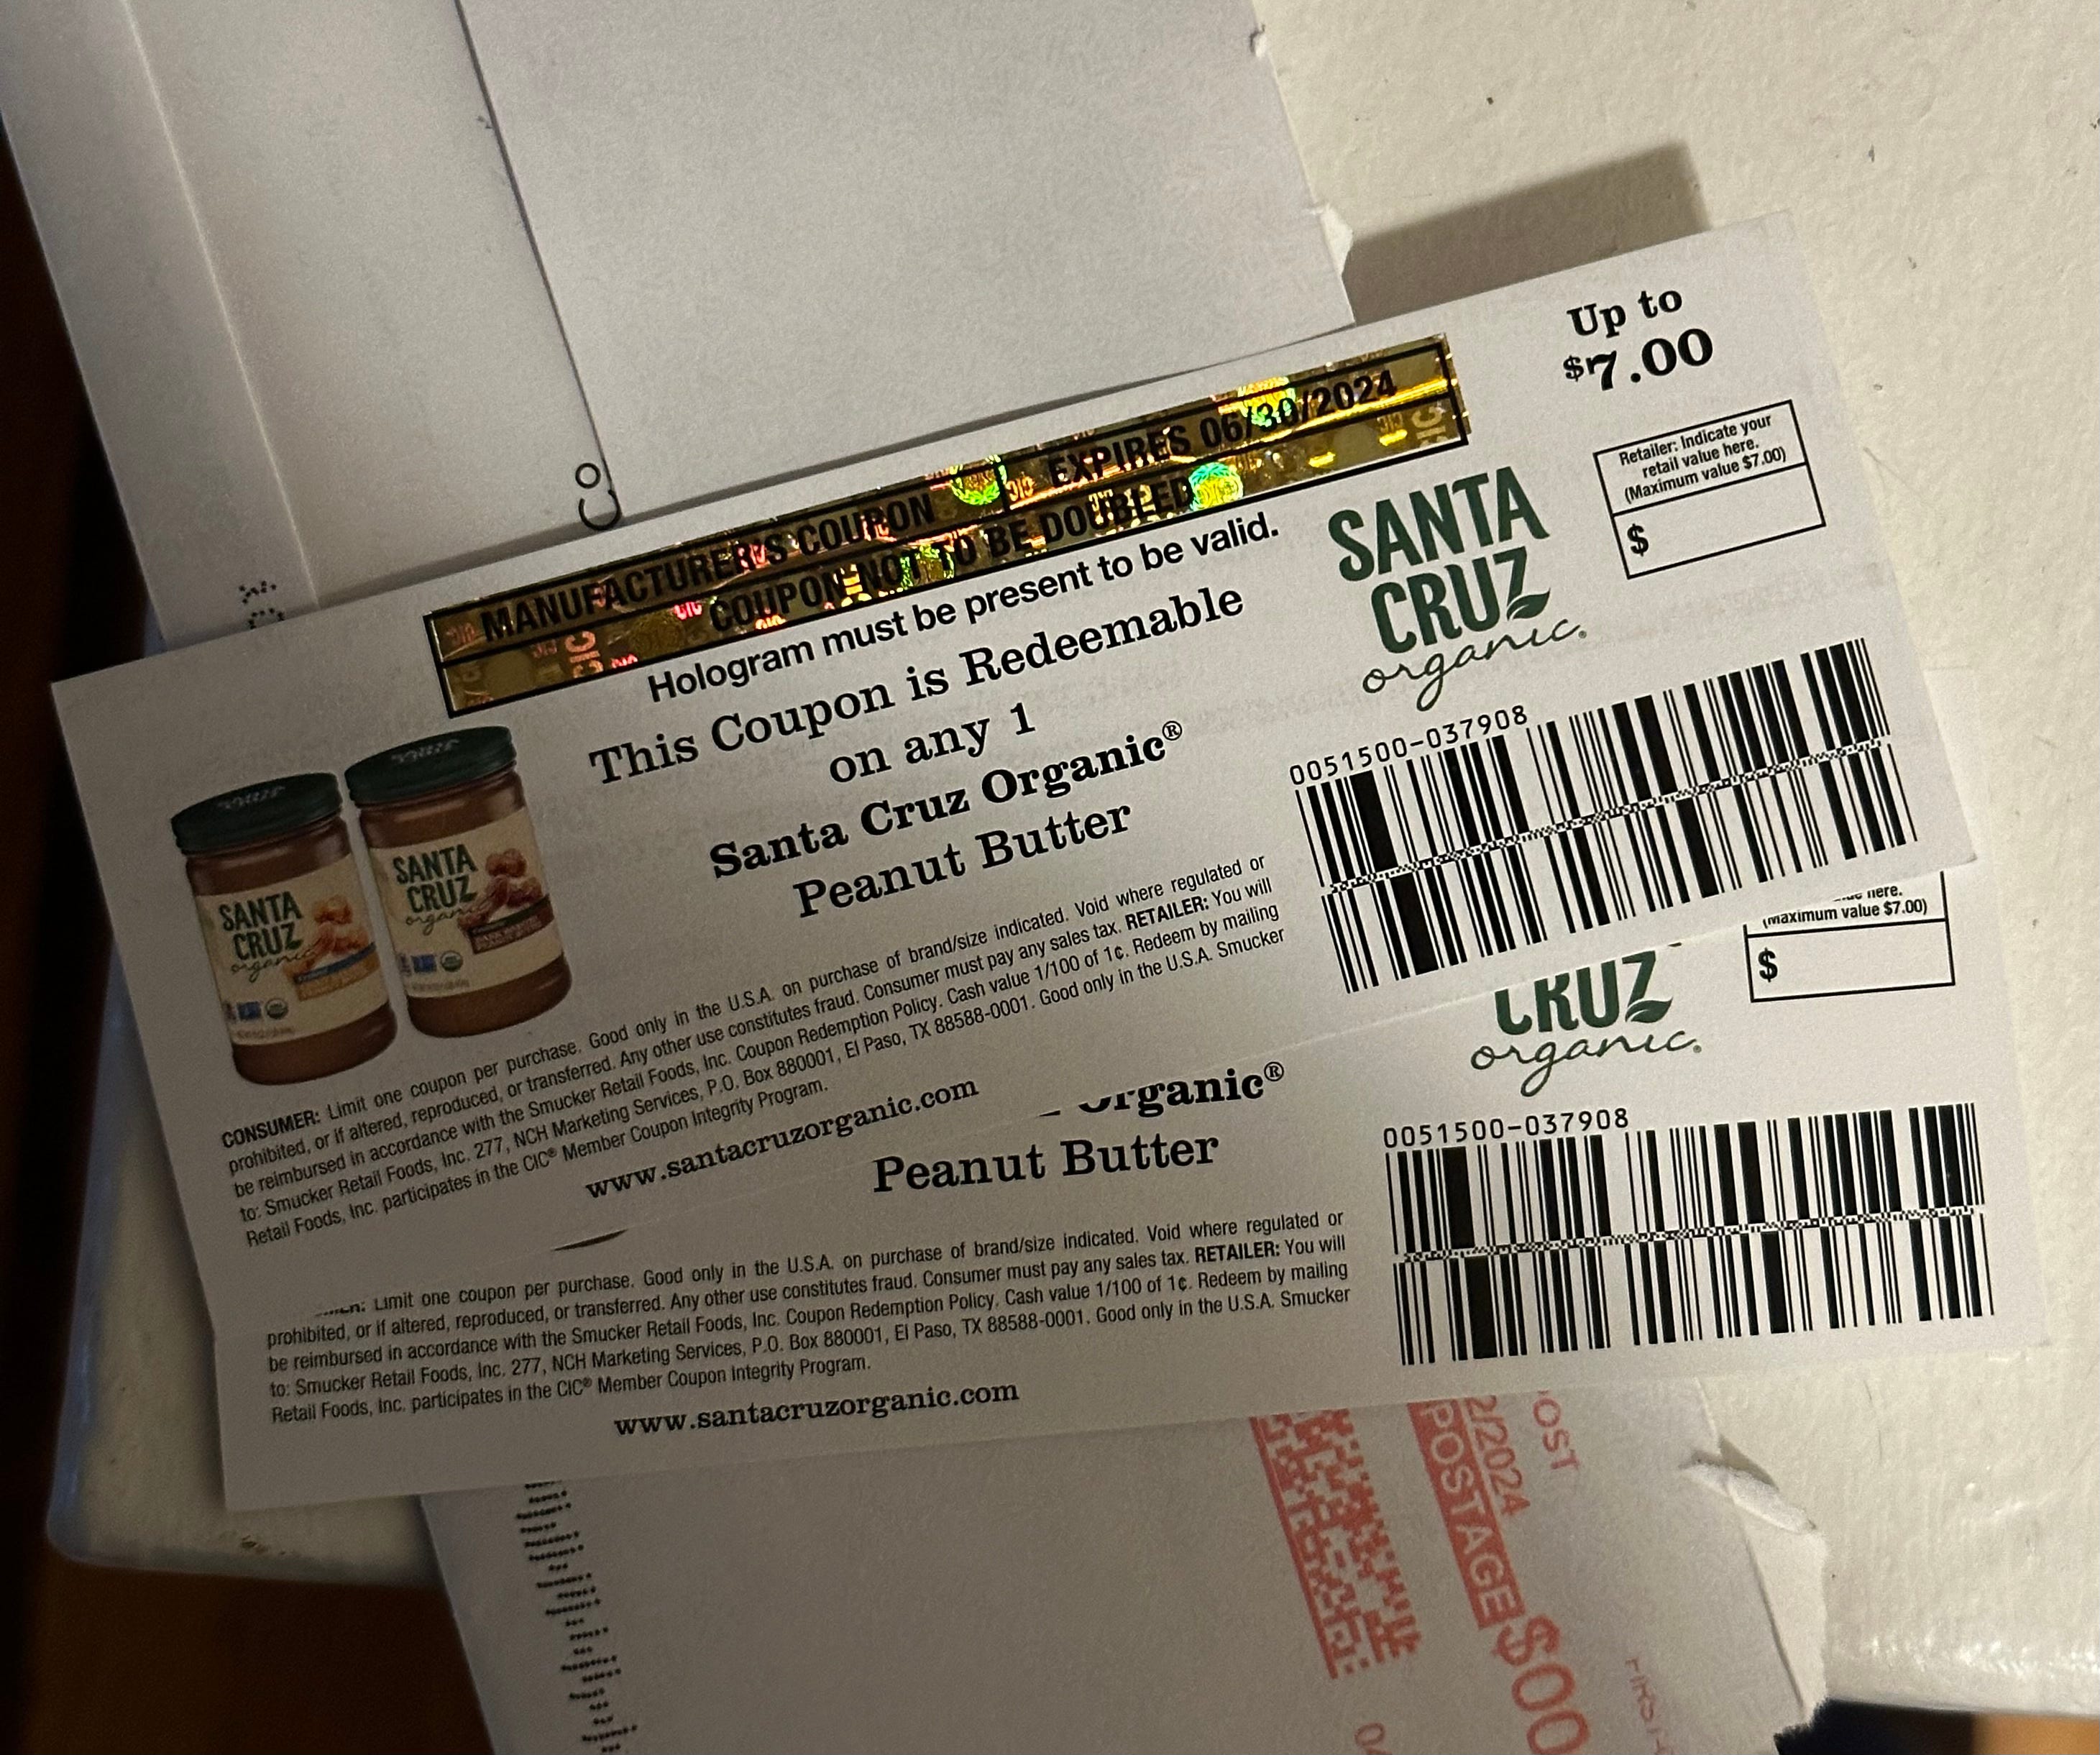 Co
MANUFACTURER'S COUPON EXPIRES 06/30/2024
COUPON NOT TO BE DOUBLED
Hologram must be present to be valid.
This Coupon is Redeemable
on any 1
Santa Cruz Organic®
Peanut Butter
Up to
$7.00
Retailer: Indicate your
retail value here.
(Maximum value $7.00)
$
SANTA
CRUZ
organic.
0051500-037908
SANTA
CRUZ
organic
SANTA
CRUZ
organic
CONSUMER: Limit one coupon per purchase. Good only in the U.S.A. on purchase of brand/size indicated. Void where regulated or
prohibited, or if altered, reproduced, or transferred. Any other use constitutes fraud. Consumer must pay any sales tax. RETAILER: You will
be reimbursed in accordance with the Smucker Retail Foods, Inc. Coupon Redemption Policy. Cash value 1/100 of 1¢. Redeem by mailing
to: Smucker Retail Foods, Inc. 277, NCH Marketing Services, P.O. Box 880001, El Paso, TX 88588-0001. Good only in the U.S.A. Smucker
Retail Foods, Inc. participates in the CIC® Member Coupon Integrity Program.
www.santacruzorganic.com
here.
(Maximum value $7.00)
$
CRUZ
organic.
Organic®
Peanut Butter
0051500-037908
Limit one coupon per purchase. Good only in the U.S.A. on purchase of brand/size indicated. Void where regulated or
prohibited, or if altered, reproduced, or transferred. Any other use constitutes fraud. Consumer must pay any sales tax. RETAILER: You will
be reimbursed in accordance with the Smucker Retail Foods, Inc. Coupon Redemption Policy. Cash value 1/100 of 1¢. Redeem by mailing
to: Smucker Retail Foods, Inc. 277, NCH Marketing Services, P.O. Box 880001, El Paso, TX 88588-0001. Good only in the U.S.A. Smucker
Retail Foods, Inc. participates in the CIC® Member Coupon Integrity Program.
www.santacruzorganic.com
OST
2/2024
POSTAGE $00